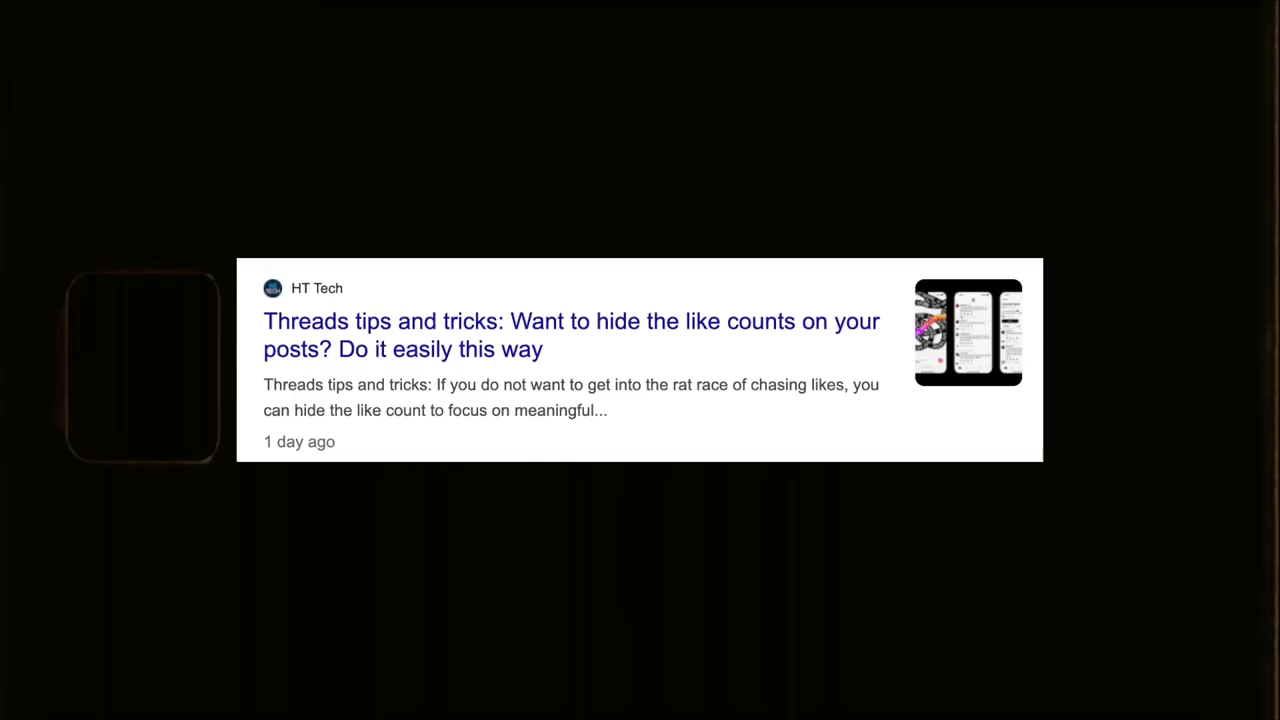 HT Tech
Threads tips and tricks: Want to hide the like counts on your
posts? Do it easily this way
Threads tips and tricks: If you do not want to get into the rat race of chasing likes, you
can hide the like count to focus on meaningful...
1 day ago